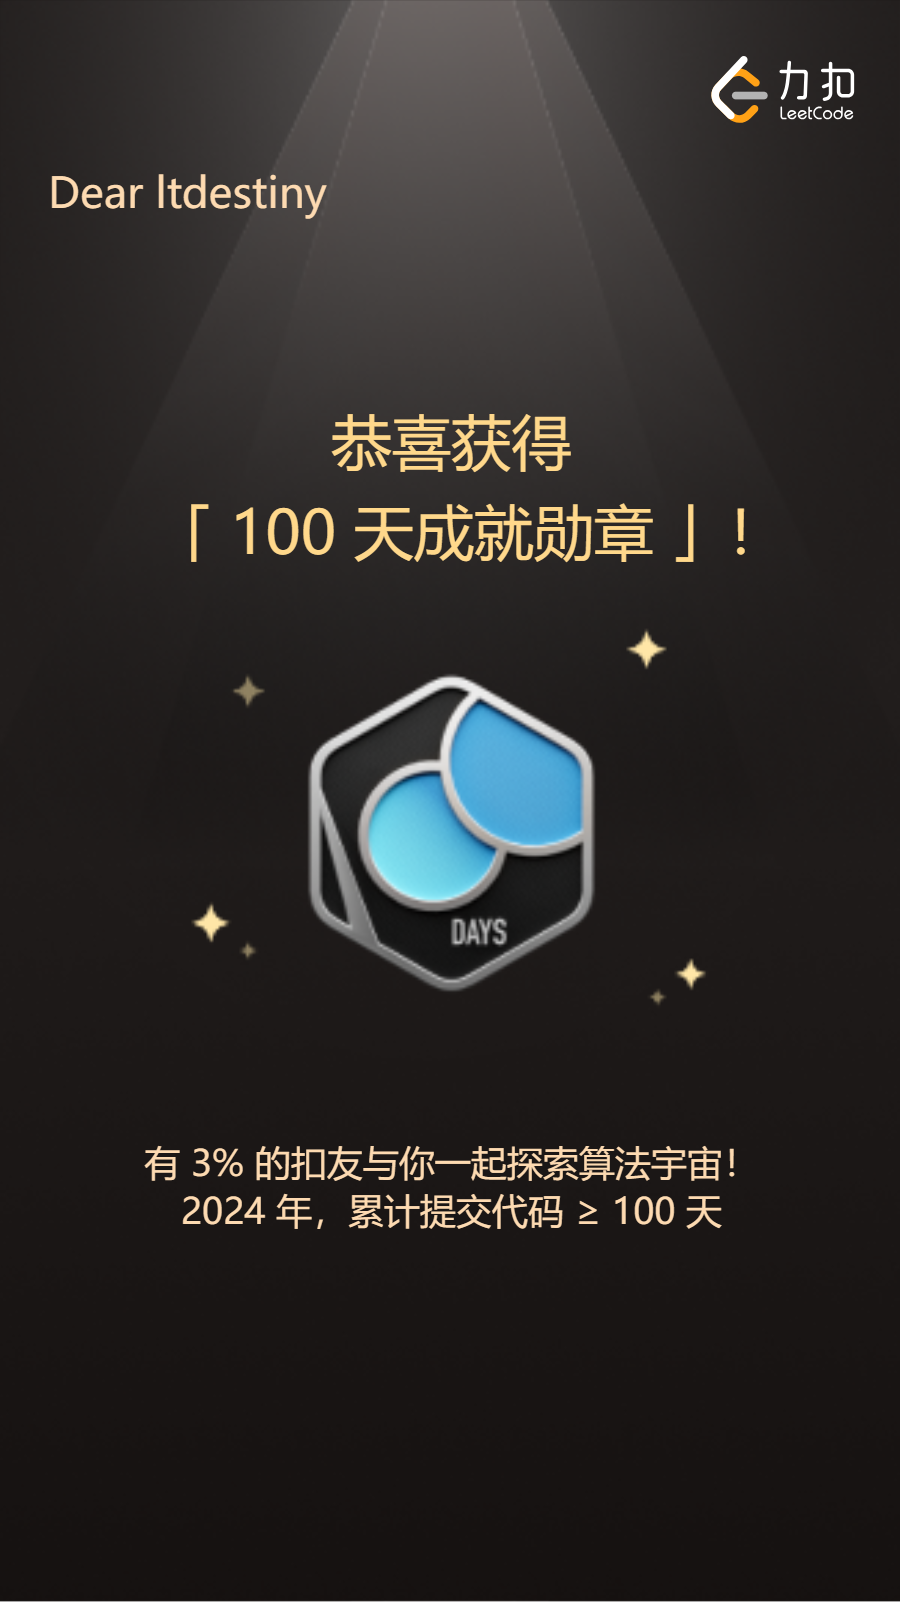 力扣
LeetCode
Dear ltdestiny
恭喜获得
「 100 天成就勋章 」!
DAYS
有 3% 的扣友与你一起探索算法宇宙!
2024 年，累计提交代码 ≥ 100 天